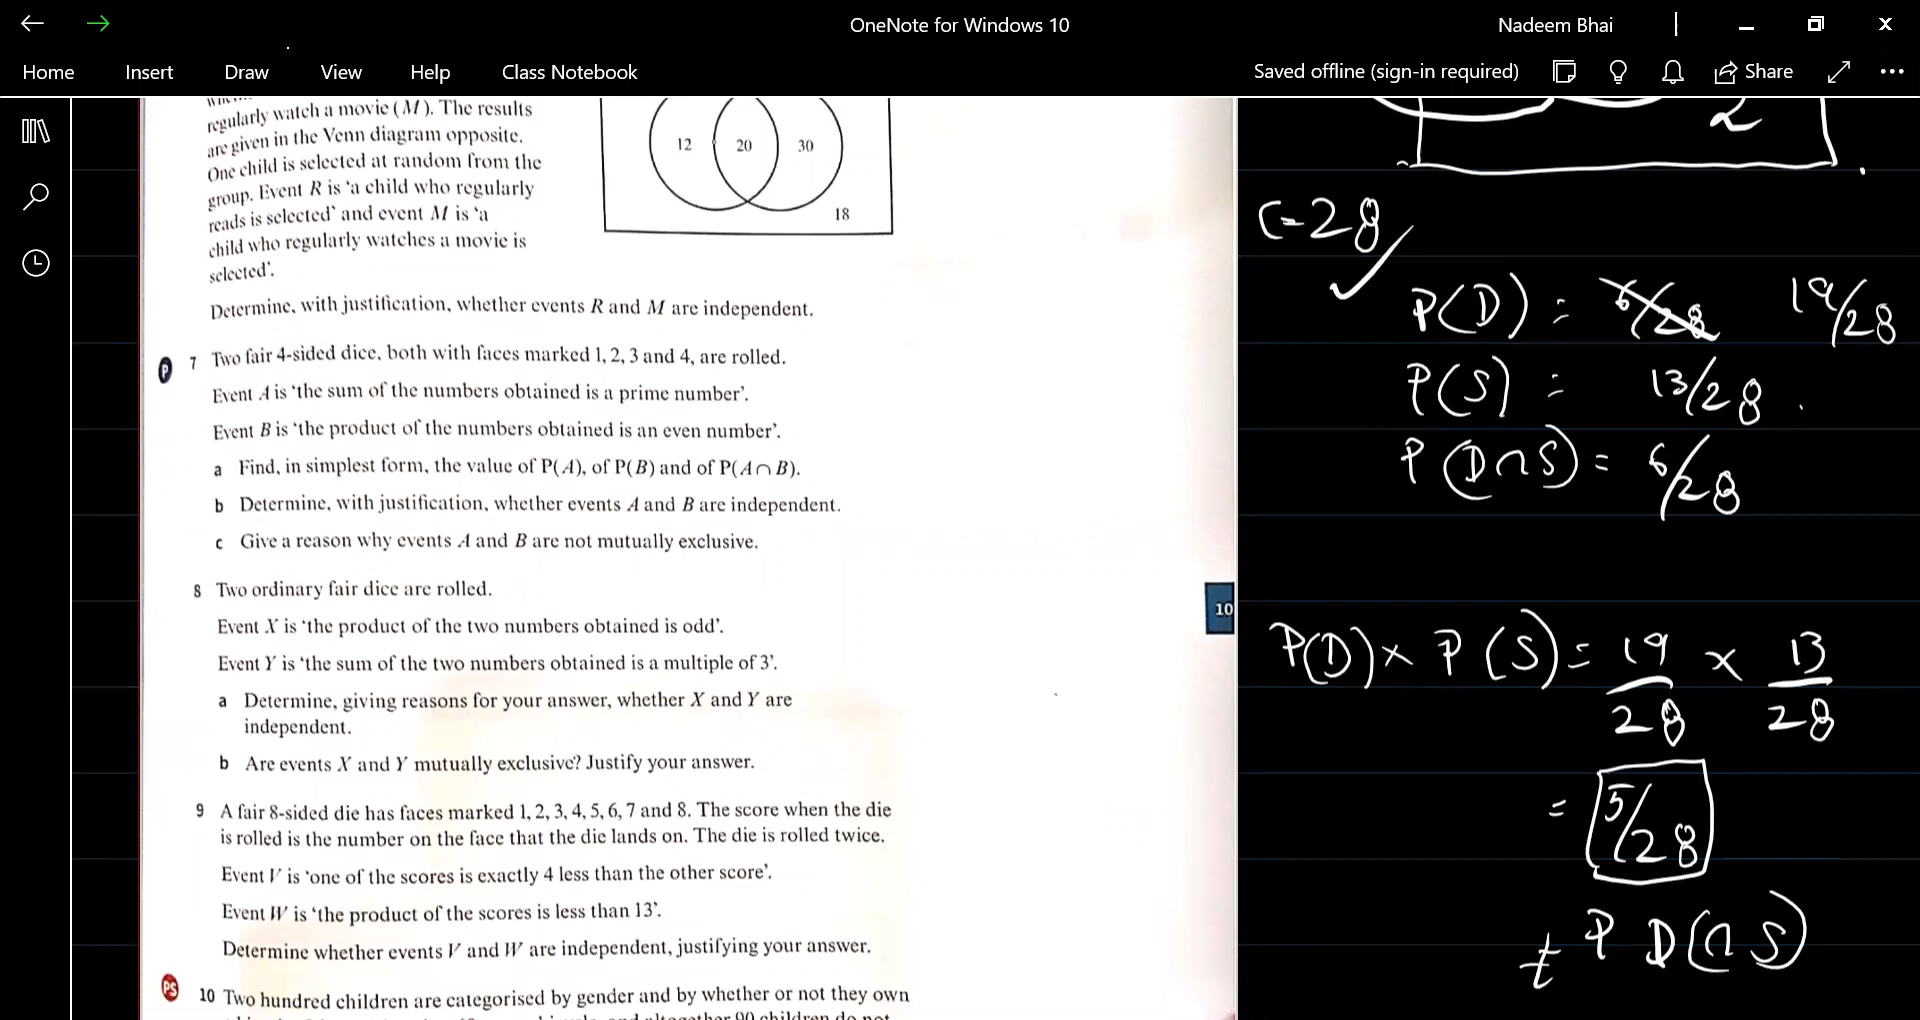 OneNote for Windows 10
Nadeem Bhai
Home Insert Draw View Help Class Notebook
Saved offline (sign-in required) Share
regularly watch a movie (M). The results
are given in the Venn diagram opposite.
One child is selected at random from the
group. Event R is 'a child who regularly
reads is selected' and event M is 'a
child who regularly watches a movie is
selected'.
12 20 30
18
Determine, with justification, whether events R and M are independent.
P 7 Two fair 4-sided dice, both with faces marked 1, 2, 3 and 4, are rolled.
Event A is 'the sum of the numbers obtained is a prime number'.
Event B is 'the product of the numbers obtained is an even number'.
a Find, in simplest form, the value of P(A), of P(B) and of P(A∩B).
b Determine, with justification, whether events A and B are independent.
c Give a reason why events A and B are not mutually exclusive.
8 Two ordinary fair dice are rolled.
Event X is 'the product of the two numbers obtained is odd'.
Event Y is 'the sum of the two numbers obtained is a multiple of 3'.
a Determine, giving reasons for your answer, whether X and Y are
independent.
b Are events X and Y mutually exclusive? Justify your answer.
9 A fair 8-sided die has faces marked 1, 2, 3, 4, 5, 6, 7 and 8. The score when the die
is rolled is the number on the face that the die lands on. The die is rolled twice.
Event V is 'one of the scores is exactly 4 less than the other score'.
Event W is 'the product of the scores is less than 13'.
Determine whether events V and W are independent, justifying your answer.
PS 10 Two hundred children are categorised by gender and by whether or not they own
10
2
28
P(D) = 6/28 19/28
P(S) = 13/28
P(D∩S) = 6/28
P(D) × P(S) = 19/28 × 13/28
= 5/28
P D(∩S)